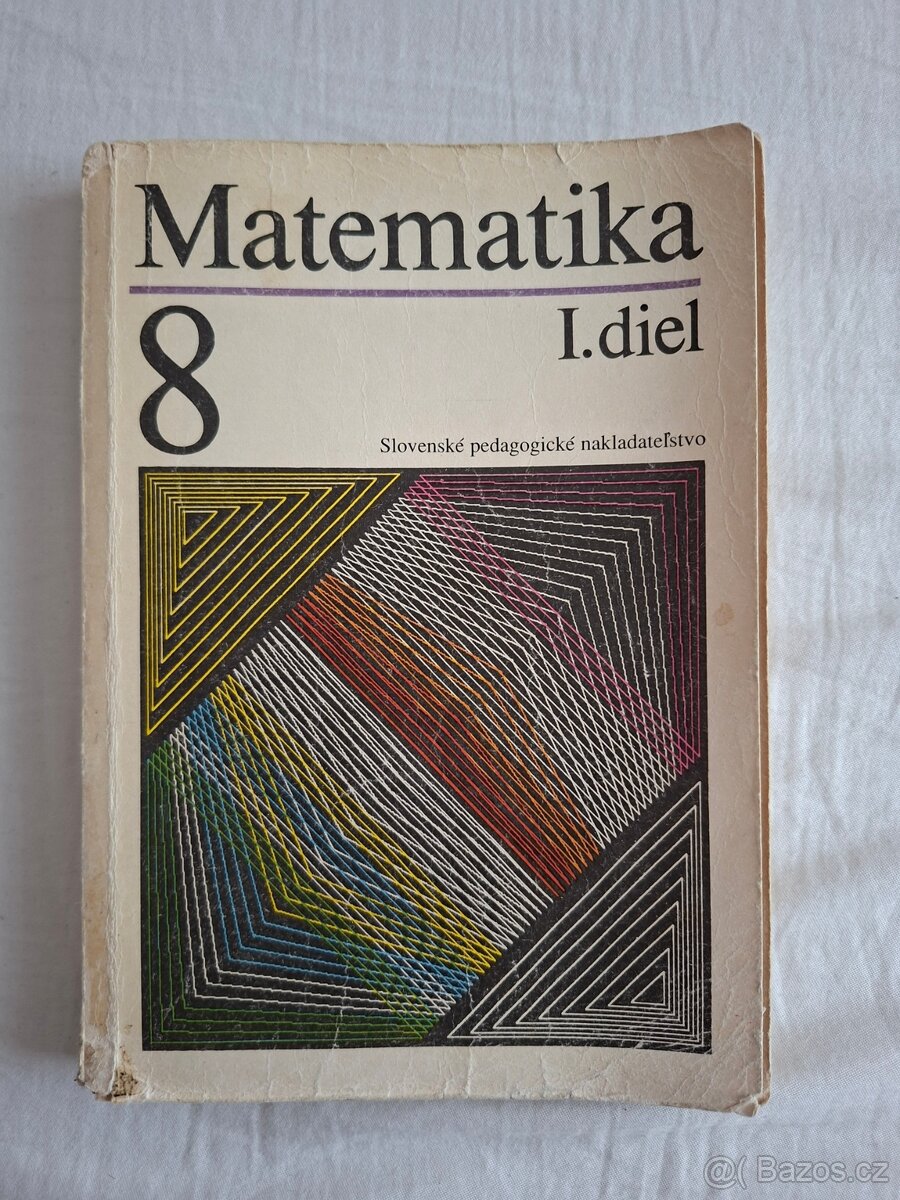 Matematika
8
I.diel
Slovenské pedagogické nakladateľstvo
@( Bazos.cz